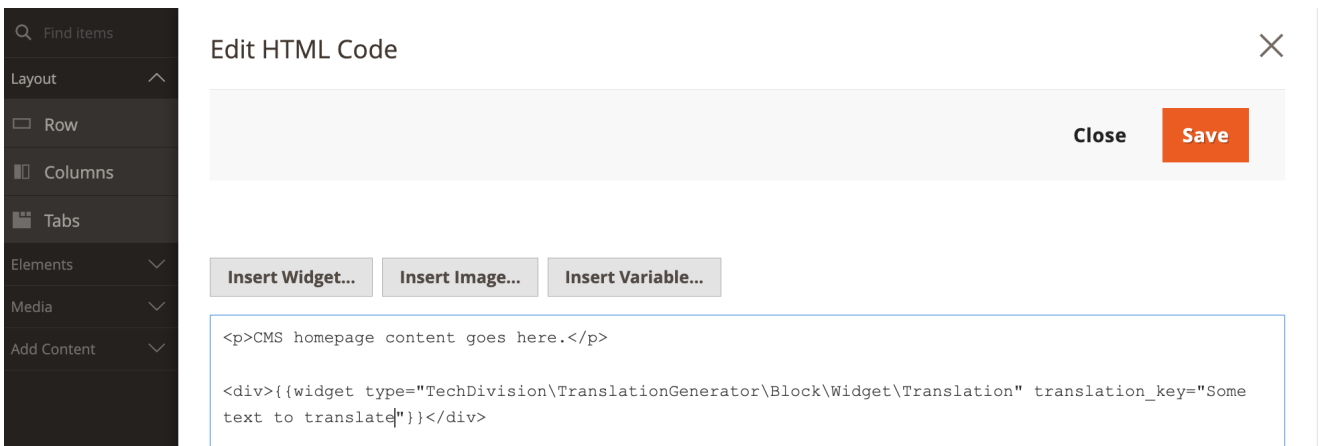 Find items
Layout
Row
Columns
Tabs
Elements
Media
Add Content
Edit HTML Code
Close
Save
Insert Widget...
Insert Image...
Insert Variable...
<p>CMS homepage content goes here.</p>
<div>{{widget type="TechDivision\TranslationGenerator\Block\Widget\Translation" translation_key="Some
text to translate"}}</div>